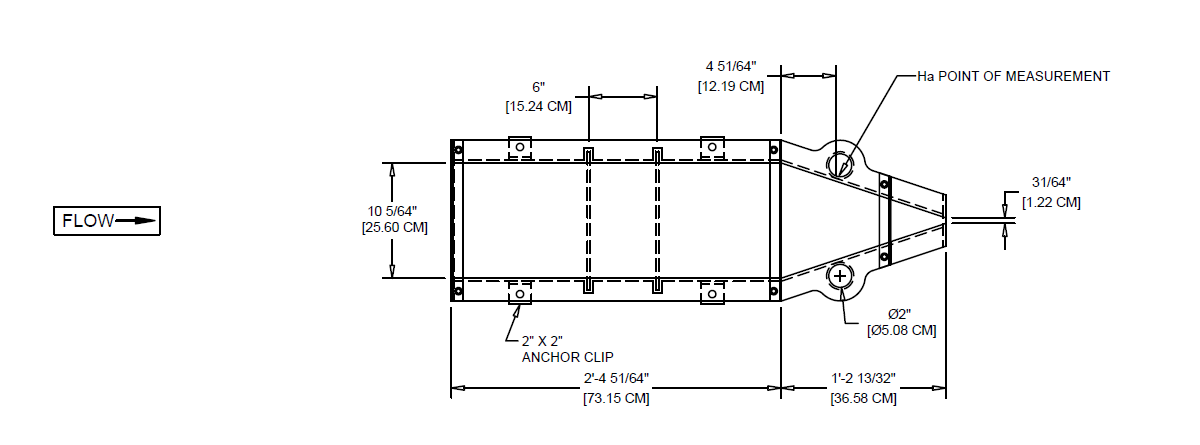 4 51/64"
[12.19 CM]
Ha POINT OF MEASUREMENT
6"
[15.24 CM]
31/64"
[1.22 CM]
10 5/64"
[25.60 CM]
FLOW
Ø2"
[Ø5.08 CM]
2" X 2"
ANCHOR CLIP
2'-4 51/64"
[73.15 CM]
1'-2 13/32"
[36.58 CM]